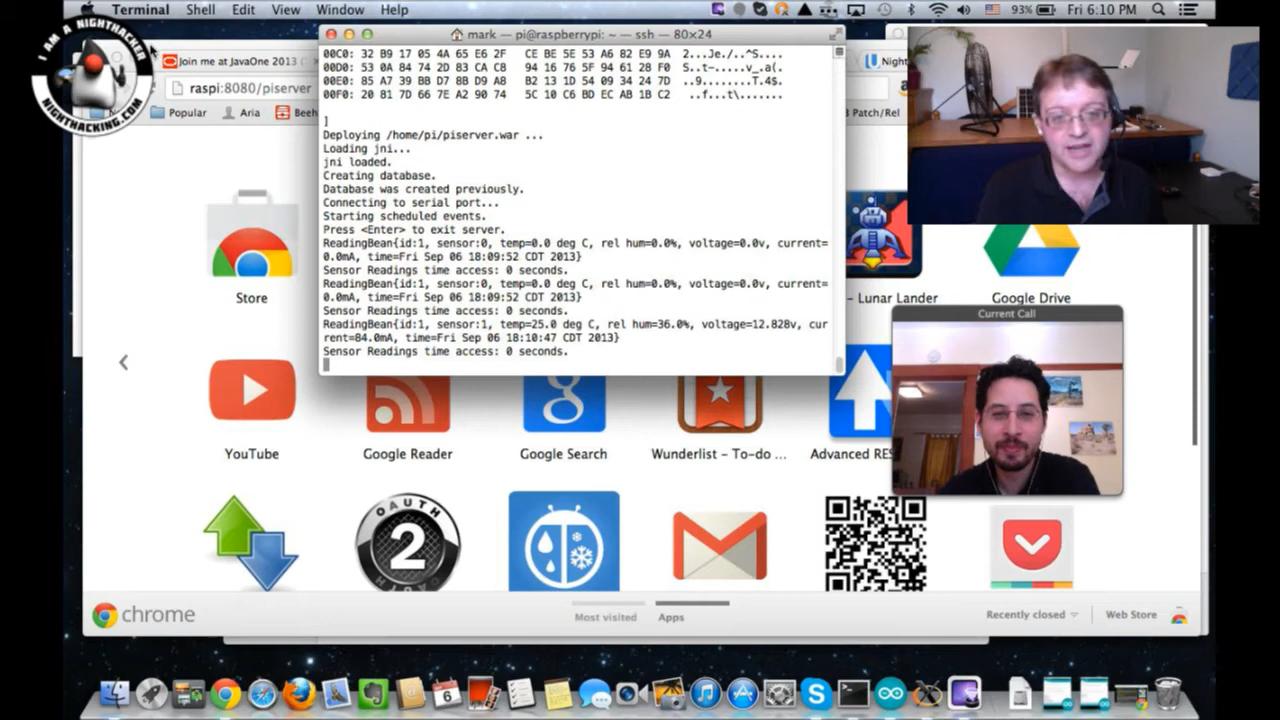 Terminal Shell Edit View Window Help
93% Fri 6:10 PM
I AM A NIGHTHACKER
NIGHTHACKING.COM
mark — pi@raspberrypi: ~ — ssh — 80×24
Join me at JavaOne 2013 (
Night
raspi:8080/piserver
Popular Aria Beeh
3 Patch/Rel
00C0: 32 B9 17 05 4A 65 E6 2F CE BE 5E 53 A6 82 E9 9A 2...Je./..^S....
00D0: 53 0A 84 74 2D 83 CA CB 94 16 76 5F 94 61 28 F0 S..t-.....v_.a(.
00E0: 85 A7 39 BB D7 8B D9 A8 B2 13 1D 54 09 34 24 7D ..9........T.4$.
00F0: 20 81 7D 66 7E A2 90 74 5C 10 C6 BD EC AB 1B C2 ...f...t\.......
]
Deploying /home/pi/piserver.war ...
Loading jni...
jni loaded.
Creating database.
Database was created previously.
Connecting to serial port...
Starting scheduled events.
Press <Enter> to exit server.
ReadingBean{id:1, sensor:0, temp=0.0 deg C, rel hum=0.0%, voltage=0.0v, current=
0.0mA, time=Fri Sep 06 18:09:52 CDT 2013}
Sensor Readings time access: 0 seconds.
ReadingBean{id:1, sensor:0, temp=0.0 deg C, rel hum=0.0%, voltage=0.0v, current=
0.0mA, time=Fri Sep 06 18:09:52 CDT 2013}
Sensor Readings time access: 0 seconds.
ReadingBean{id:1, sensor:1, temp=25.0 deg C, rel hum=36.0%, voltage=12.828v, cur
rent=84.0mA, time=Fri Sep 06 18:10:47 CDT 2013}
Sensor Readings time access: 0 seconds.
Store
- Lunar Lander
Google Drive
Current Call
YouTube
Google Reader
Google Search
Wunderlist - To-do ...
Advanced RES
OAUTH
2
chrome
Most visited
Apps
Recently closed
Web Store
6